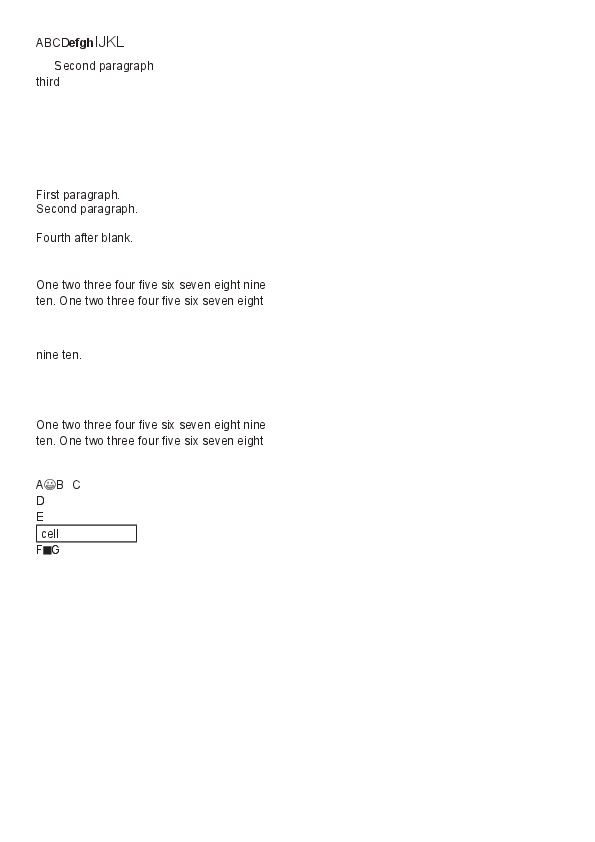 ABCDefghIJKL
Second paragraph
third
First paragraph.
Second paragraph.
Fourth after blank.
One two three four five six seven eight nine
ten. One two three four five six seven eight
nine ten.
One two three four five six seven eight nine
ten. One two three four five six seven eight
A😀B C
D
E
cell
F■G